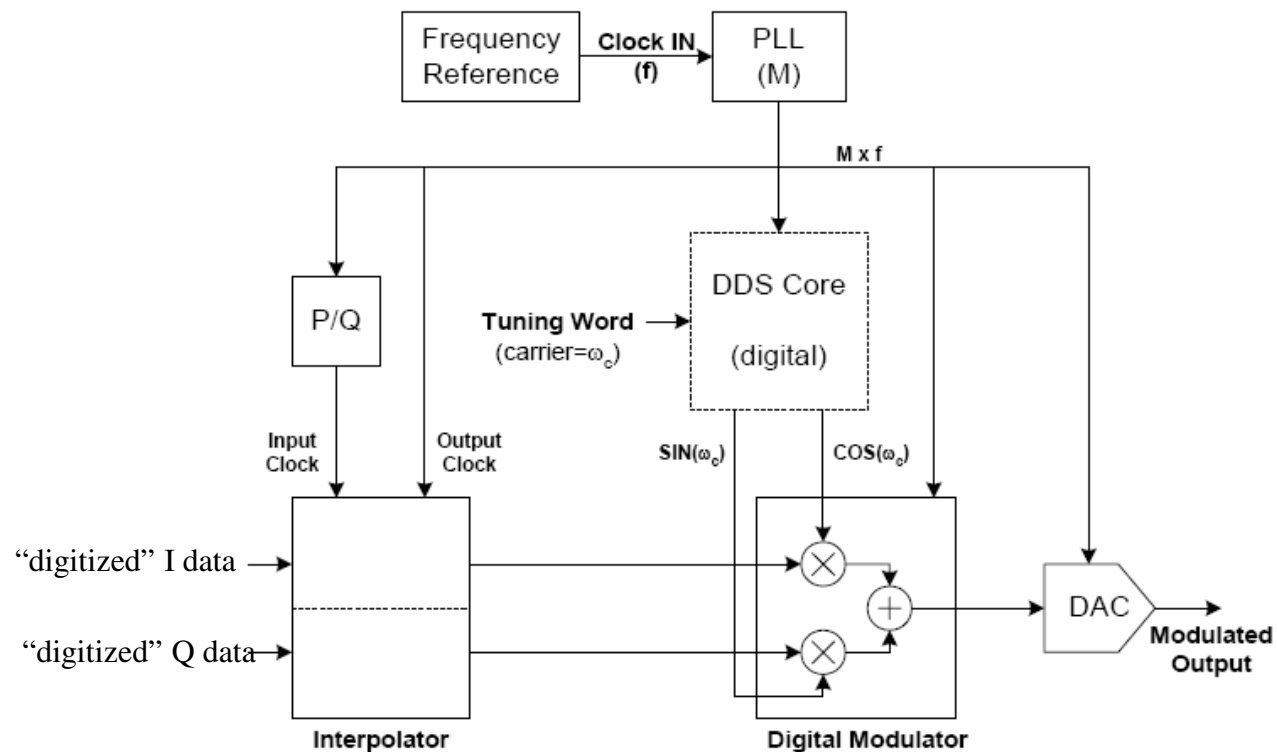 Frequency
Reference
Clock IN
(f)
PLL
(M)
M x f
P/Q
DDS Core
(digital)
Tuning Word
(carrier=ωc)
Input
Clock
Output
Clock
SIN(ωc)
COS(ωc)
“digitized” I data
“digitized” Q data
DAC
Modulated
Output
Interpolator
Digital Modulator